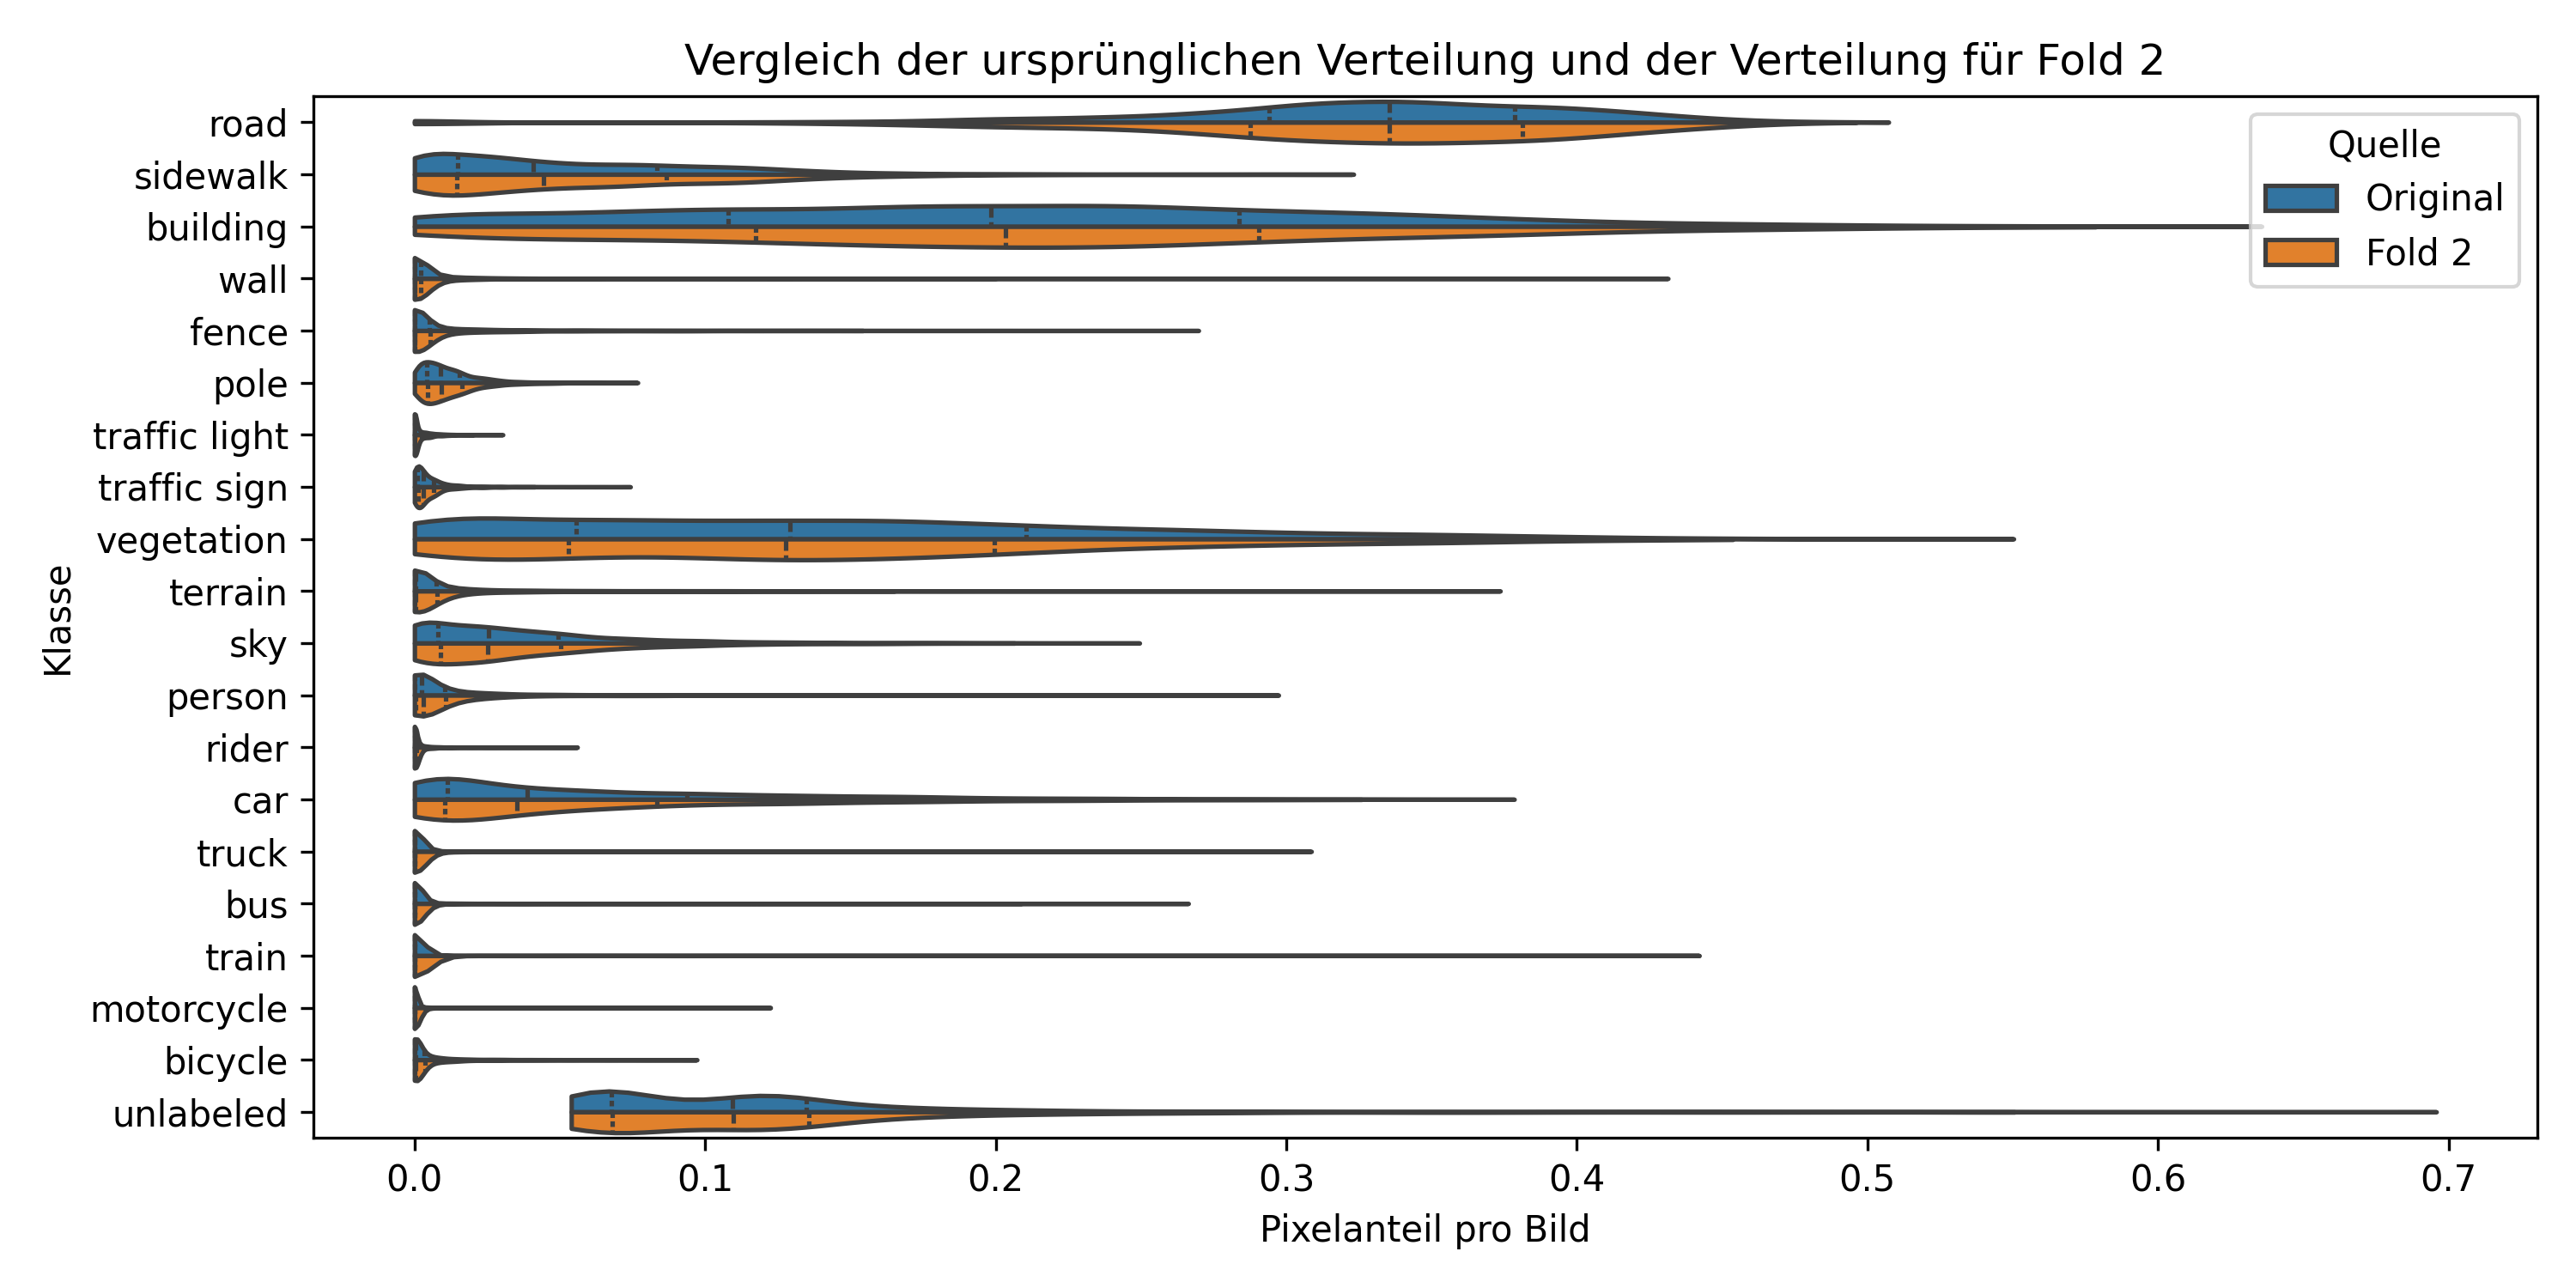 Vergleich der ursprünglichen Verteilung und der Verteilung für Fold 2
road
sidewalk
building
wall
fence
pole
traffic light
traffic sign
vegetation
terrain
sky
person
rider
car
truck
bus
train
motorcycle
bicycle
unlabeled
Klasse
Quelle
Original
Fold 2
0.0 0.1 0.2 0.3 0.4 0.5 0.6 0.7
Pixelanteil pro Bild